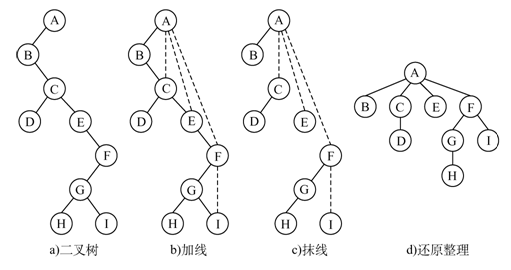 A A A
B B B A
C C C B C E F
D E D E D E D G I
F F F H
G G G
H I H I H I
a)二叉树 b)加线 c)抹线 d)还原整理